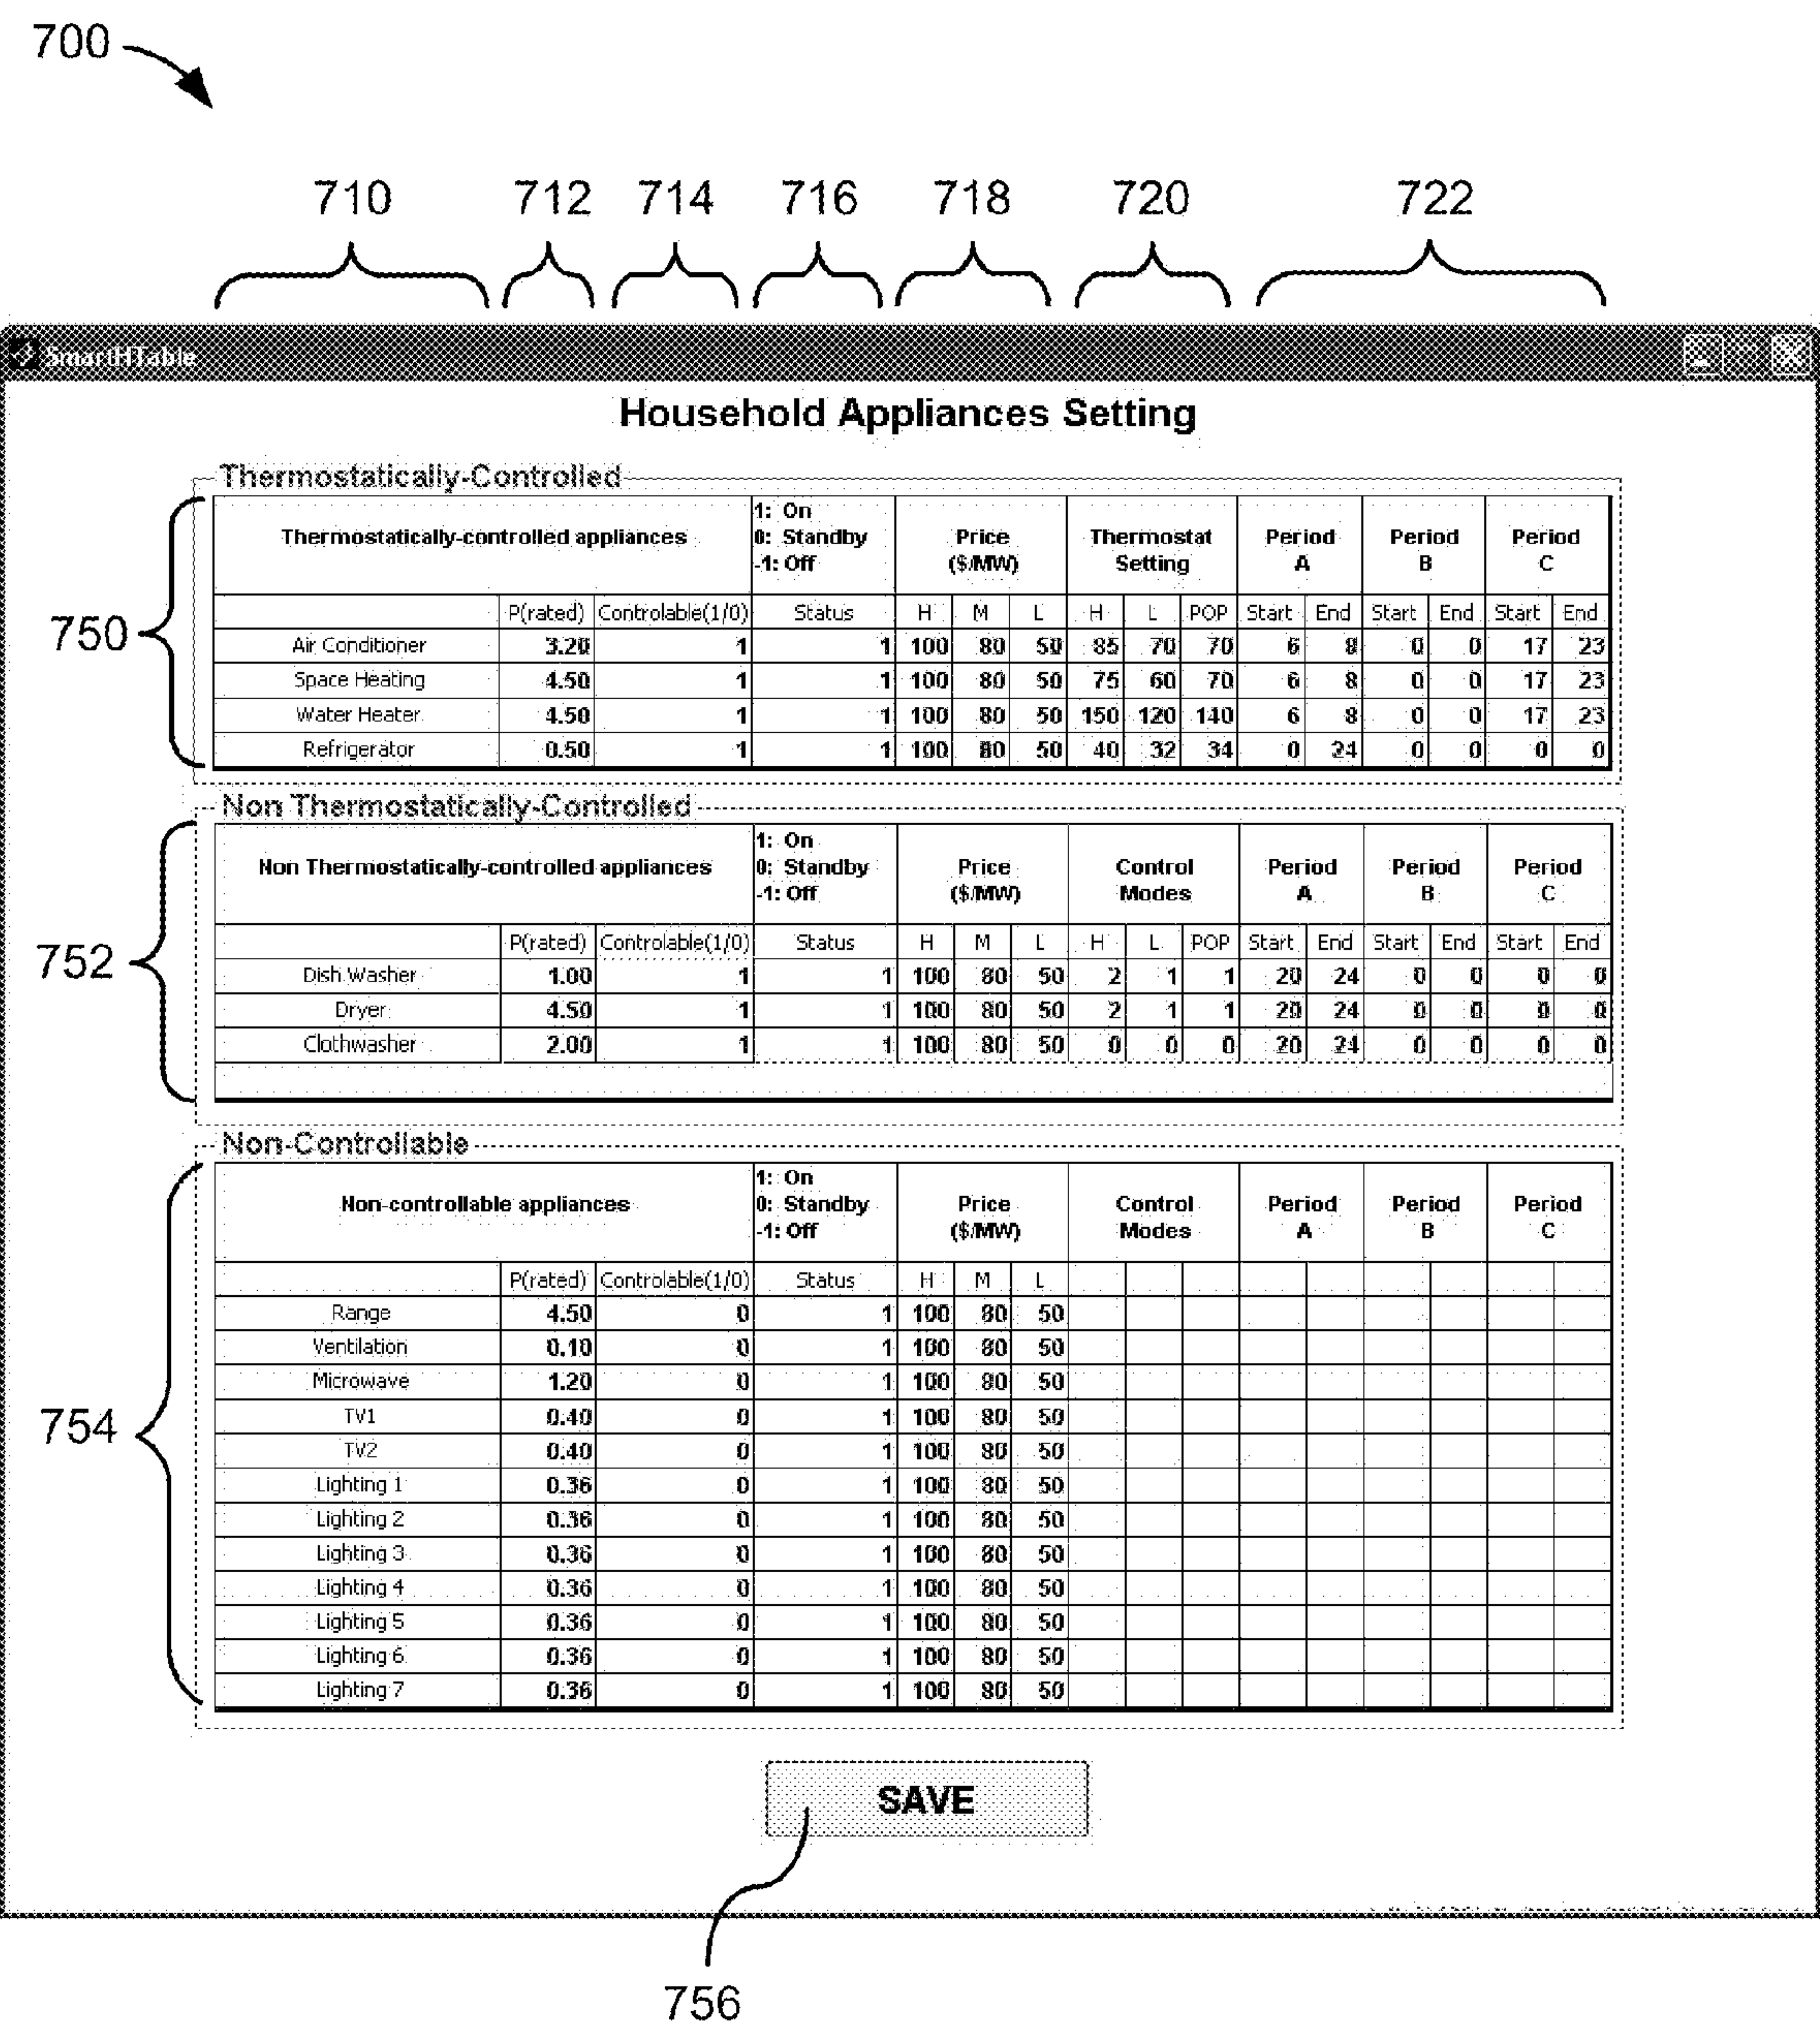 700
710 712 714 716 718 720 722
SmartHTable
Household Appliances Setting
Thermostatically-Controlled
750
Thermostatically-controlled appliances
1: On
0: Standby
-1: Off
Price
($/MW)
Thermostat
Setting
Period
A
Period
B
Period
C
P(rated) Controlable(1/0) Status H M L H L POP Start End Start End Start End
Air Conditioner 3.20 1 1 100 80 50 85 70 70 6 8 0 0 17 23
Space Heating 4.50 1 1 100 80 50 75 60 70 6 8 0 0 17 23
Water Heater 4.50 1 1 100 80 50 150 120 140 6 8 0 0 17 23
Refrigerator 0.50 1 1 100 80 50 40 32 34 0 24 0 0 0 0
Non Thermostatically-Controlled
752
Non Thermostatically-controlled appliances
1: On
0: Standby
-1: Off
Price
($/MW)
Control
Modes
Period
A
Period
B
Period
C
P(rated) Controlable(1/0) Status H M L H L POP Start End Start End Start End
Dish Washer 1.00 1 1 100 80 50 2 1 1 20 24 0 0 0 0
Dryer 4.50 1 1 100 80 50 2 1 1 20 24 0 0 0 0
Clothwasher 2.00 1 1 100 80 50 0 0 0 20 24 0 0 0 0
Non-Controllable
754
Non-controllable appliances
1: On
0: Standby
-1: Off
Price
($/MW)
Control
Modes
Period
A
Period
B
Period
C
P(rated) Controlable(1/0) Status H M L
Range 4.50 0 1 100 80 50
Ventilation 0.10 0 1 100 80 50
Microwave 1.20 0 1 100 80 50
TV1 0.40 0 1 100 80 50
TV2 0.40 0 1 100 80 50
Lighting 1 0.36 0 1 100 80 50
Lighting 2 0.36 0 1 100 80 50
Lighting 3 0.36 0 1 100 80 50
Lighting 4 0.36 0 1 100 80 50
Lighting 5 0.36 0 1 100 80 50
Lighting 6 0.36 0 1 100 80 50
Lighting 7 0.36 0 1 100 80 50
SAVE
756